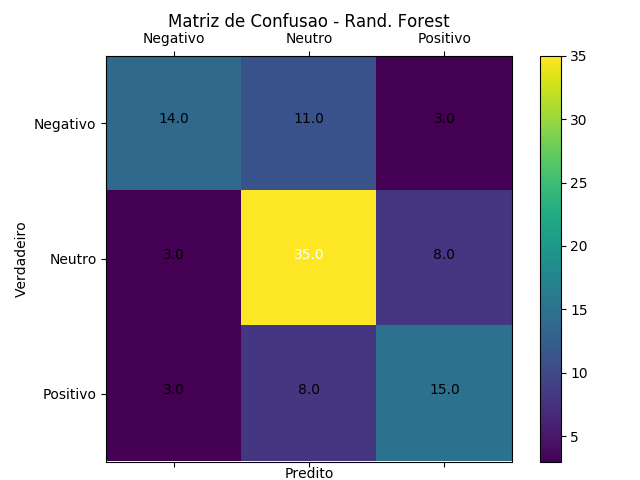 Matriz de Confusao - Rand. Forest
Negativo Neutro Positivo
Negativo 14.0 11.0 3.0
Neutro 3.0 35.0 8.0
Positivo 3.0 8.0 15.0
Verdadeiro
Predito
35
30
25
20
15
10
5